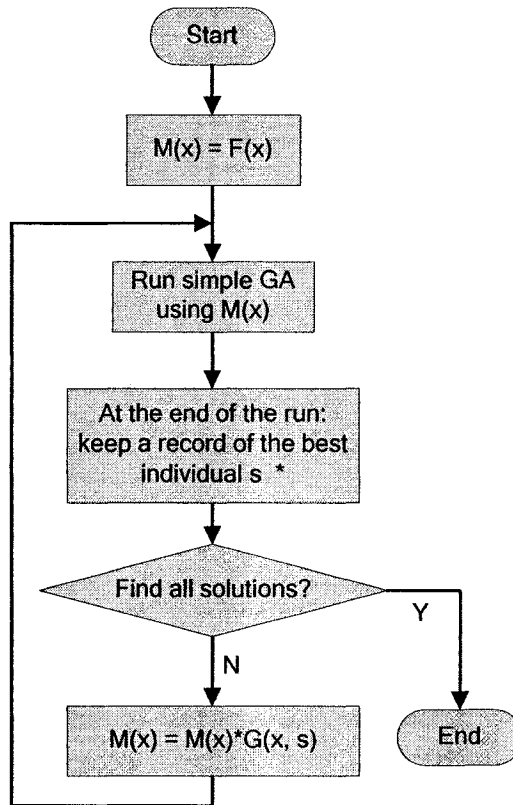 Start
M(x) = F(x)
Run simple GA
using M(x)
At the end of the run:
keep a record of the best
individual s *
Find all solutions?
Y
N
M(x) = M(x)*G(x, s)
End